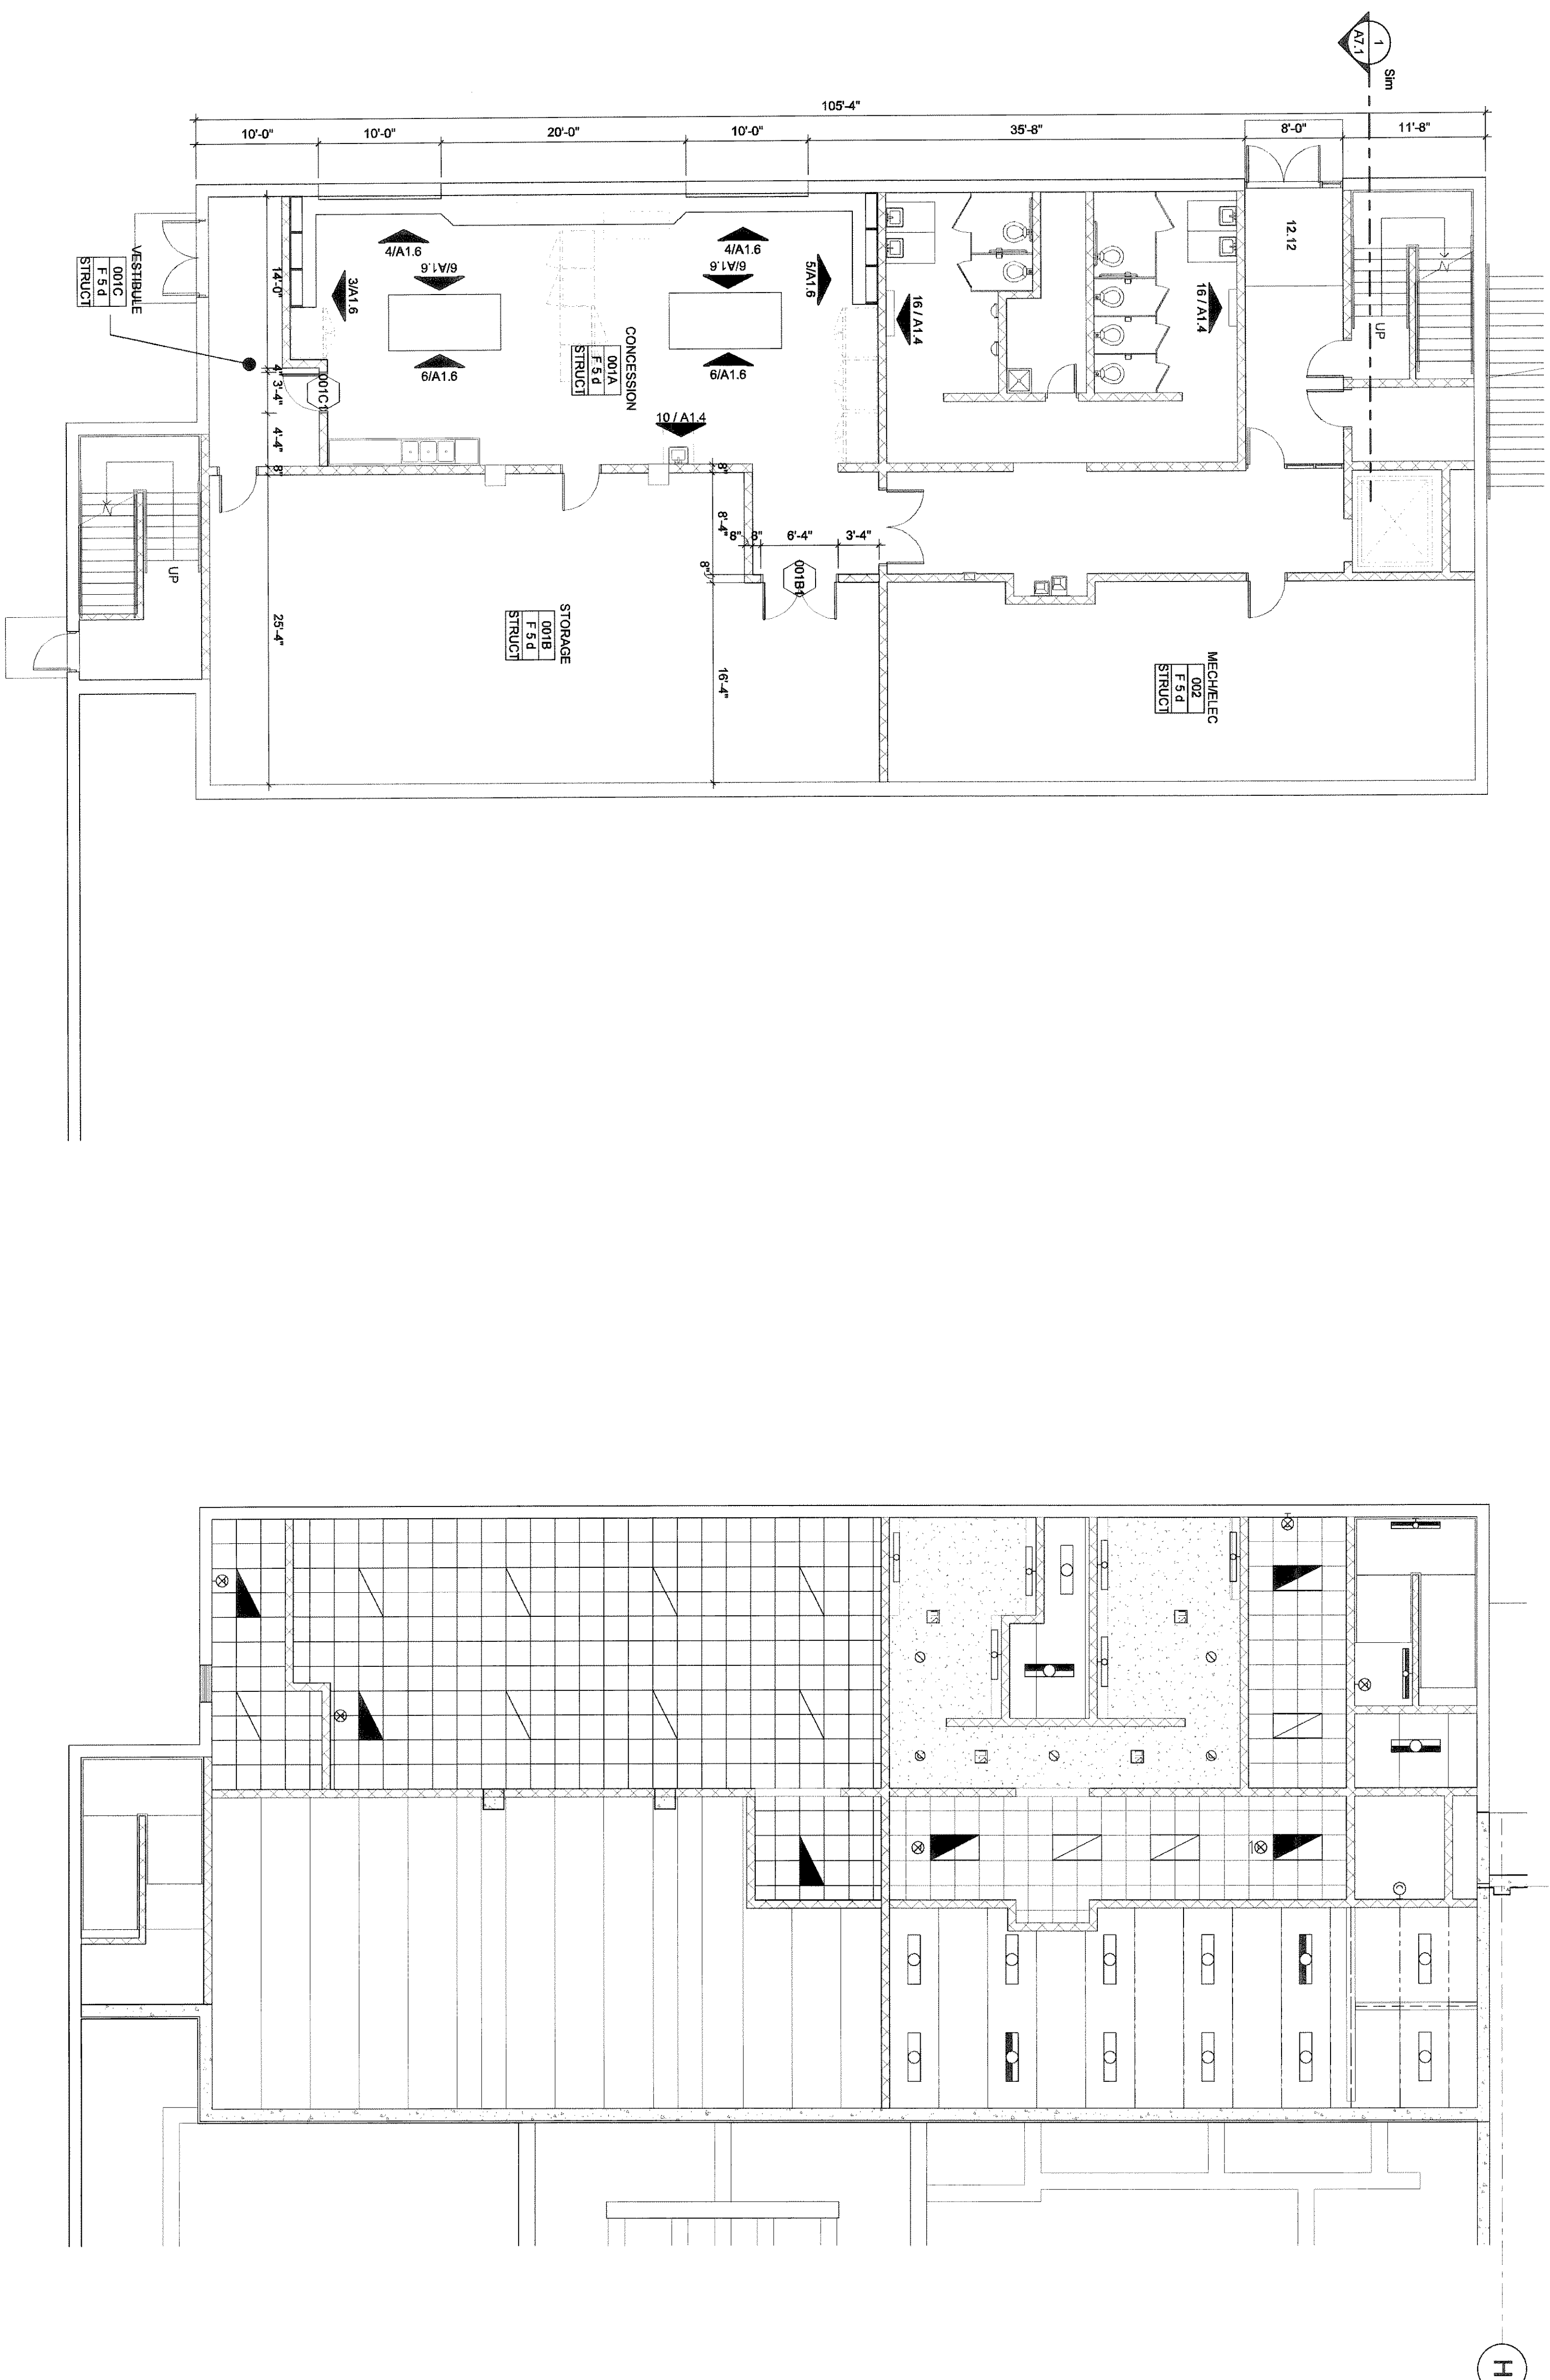 1
A7.1
Sim
105'-4"
10'-0"
10'-0"
20'-0"
10'-0"
35'-8"
8'-0"
11'-8"
12.12
UP
4/A1.6
6/A1.6
4/A1.6
6/A1.6
3/A1.6
5/A1.6
16 / A1.4
16 / A1.4
VESTIBULE
001C
F 5 d
STRUCT
14'-0"
4"
3'-4"
4'-4"
8"
001C1
6/A1.6
6/A1.6
CONCESSION
001A
F 5 d
STRUCT
10 / A1.4
8"
8'-4"
8"
6'-4"
3'-4"
8"
001B1
UP
25'-4"
STORAGE
001B
F 5 d
STRUCT
16'-4"
MECH/ELEC
002
F 5 d
STRUCT
H